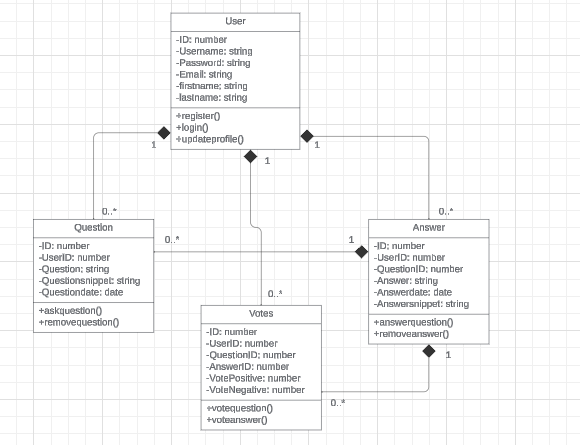 User
-ID: number
-Username: string
-Password: string
-Email: string
-firstname: string
-lastname: string
+register()
+login()
+updateprofile()
1
1
1
0..*
0..*
Question
-ID: number
-UserID: number
-Question: string
-Questionsnippet: string
-Questiondate: date
+askquestion()
+removequestion()
0..*
1
Answer
-ID: number
-UserID: number
-QuestionID: number
-Answer: string
-Answerdate: date
-Answersnippet: string
+answerquestion()
+removeanswer()
0..*
Votes
-ID: number
-UserID: number
-QuestionID: number
-AnswerID: number
-VotePositive: number
-VoteNegative: number
+votequestion()
+voteanswer()
1
0..*